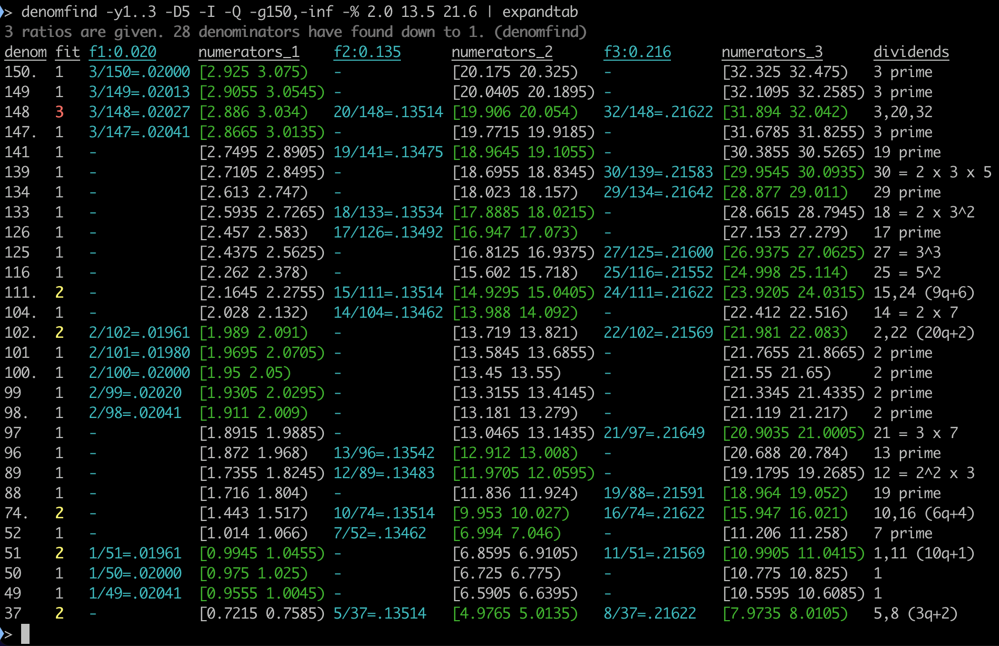 > denomfind -y1..3 -D5 -I -Q -g150,-inf -% 2.0 13.5 21.6 | expandtab
3 ratios are given. 28 denominators have found down to 1. (denomfind)
denom fit f1:0.020 numerators_1 f2:0.135 numerators_2 f3:0.216 numerators_3 dividends
150. 1 3/150=.02000 [2.925 3.075) - [20.175 20.325) - [32.325 32.475) 3 prime
149 1 3/149=.02013 [2.9055 3.0545) - [20.0405 20.1895) - [32.1095 32.2585) 3 prime
148 3 3/148=.02027 [2.886 3.034) 20/148=.13514 [19.906 20.054) 32/148=.21622 [31.894 32.042) 3,20,32
147. 1 3/147=.02041 [2.8665 3.0135) - [19.7715 19.9185) - [31.6785 31.8255) 3 prime
141 1 - [2.7495 2.8905) 19/141=.13475 [18.9645 19.1055) - [30.3855 30.5265) 19 prime
139 1 - [2.7105 2.8495) - [18.6955 18.8345) 30/139=.21583 [29.9545 30.0935) 30 = 2 x 3 x 5
134 1 - [2.613 2.747) - [18.023 18.157) 29/134=.21642 [28.877 29.011) 29 prime
133 1 - [2.5935 2.7265) 18/133=.13534 [17.8885 18.0215) - [28.6615 28.7945) 18 = 2 x 3^2
126 1 - [2.457 2.583) 17/126=.13492 [16.947 17.073) - [27.153 27.279) 17 prime
125 1 - [2.4375 2.5625) - [16.8125 16.9375) 27/125=.21600 [26.9375 27.0625) 27 = 3^3
116 1 - [2.262 2.378) - [15.602 15.718) 25/116=.21552 [24.998 25.114) 25 = 5^2
111. 2 - [2.1645 2.2755) 15/111=.13514 [14.9295 15.0405) 24/111=.21622 [23.9205 24.0315) 15,24 (9q+6)
104. 1 - [2.028 2.132) 14/104=.13462 [13.988 14.092) - [22.412 22.516) 14 = 2 x 7
102. 2 2/102=.01961 [1.989 2.091) - [13.719 13.821) 22/102=.21569 [21.981 22.083) 2,22 (20q+2)
101 1 2/101=.01980 [1.9695 2.0705) - [13.5845 13.6855) - [21.7655 21.8665) 2 prime
100. 1 2/100=.02000 [1.95 2.05) - [13.45 13.55) - [21.55 21.65) 2 prime
99 1 2/99=.02020 [1.9305 2.0295) - [13.3155 13.4145) - [21.3345 21.4335) 2 prime
98. 1 2/98=.02041 [1.911 2.009) - [13.181 13.279) - [21.119 21.217) 2 prime
97 1 - [1.8915 1.9885) - [13.0465 13.1435) 21/97=.21649 [20.9035 21.0005) 21 = 3 x 7
96 1 - [1.872 1.968) 13/96=.13542 [12.912 13.008) - [20.688 20.784) 13 prime
89 1 - [1.7355 1.8245) 12/89=.13483 [11.9705 12.0595) - [19.1795 19.2685) 12 = 2^2 x 3
88 1 - [1.716 1.804) - [11.836 11.924) 19/88=.21591 [18.964 19.052) 19 prime
74. 2 - [1.443 1.517) 10/74=.13514 [9.953 10.027) 16/74=.21622 [15.947 16.021) 10,16 (6q+4)
52 1 - [1.014 1.066) 7/52=.13462 [6.994 7.046) - [11.206 11.258) 7 prime
51 2 1/51=.01961 [0.9945 1.0455) - [6.8595 6.9105) 11/51=.21569 [10.9905 11.0415) 1,11 (10q+1)
50 1 1/50=.02000 [0.975 1.025) - [6.725 6.775) - [10.775 10.825) 1
49 1 1/49=.02041 [0.9555 1.0045) - [6.5905 6.6395) - [10.5595 10.6085) 1
37 2 - [0.7215 0.7585) 5/37=.13514 [4.9765 5.0135) 8/37=.21622 [7.9735 8.0105) 5,8 (3q+2)
>